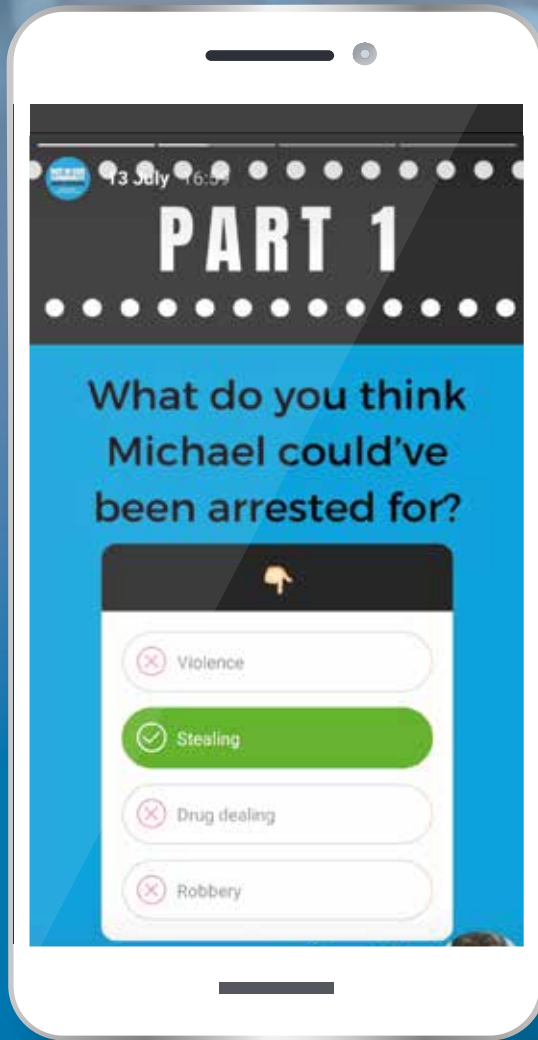 13 July 16:59
PART 1
What do you think
Michael could've
been arrested for?
Violence
Stealing
Drug dealing
Robbery